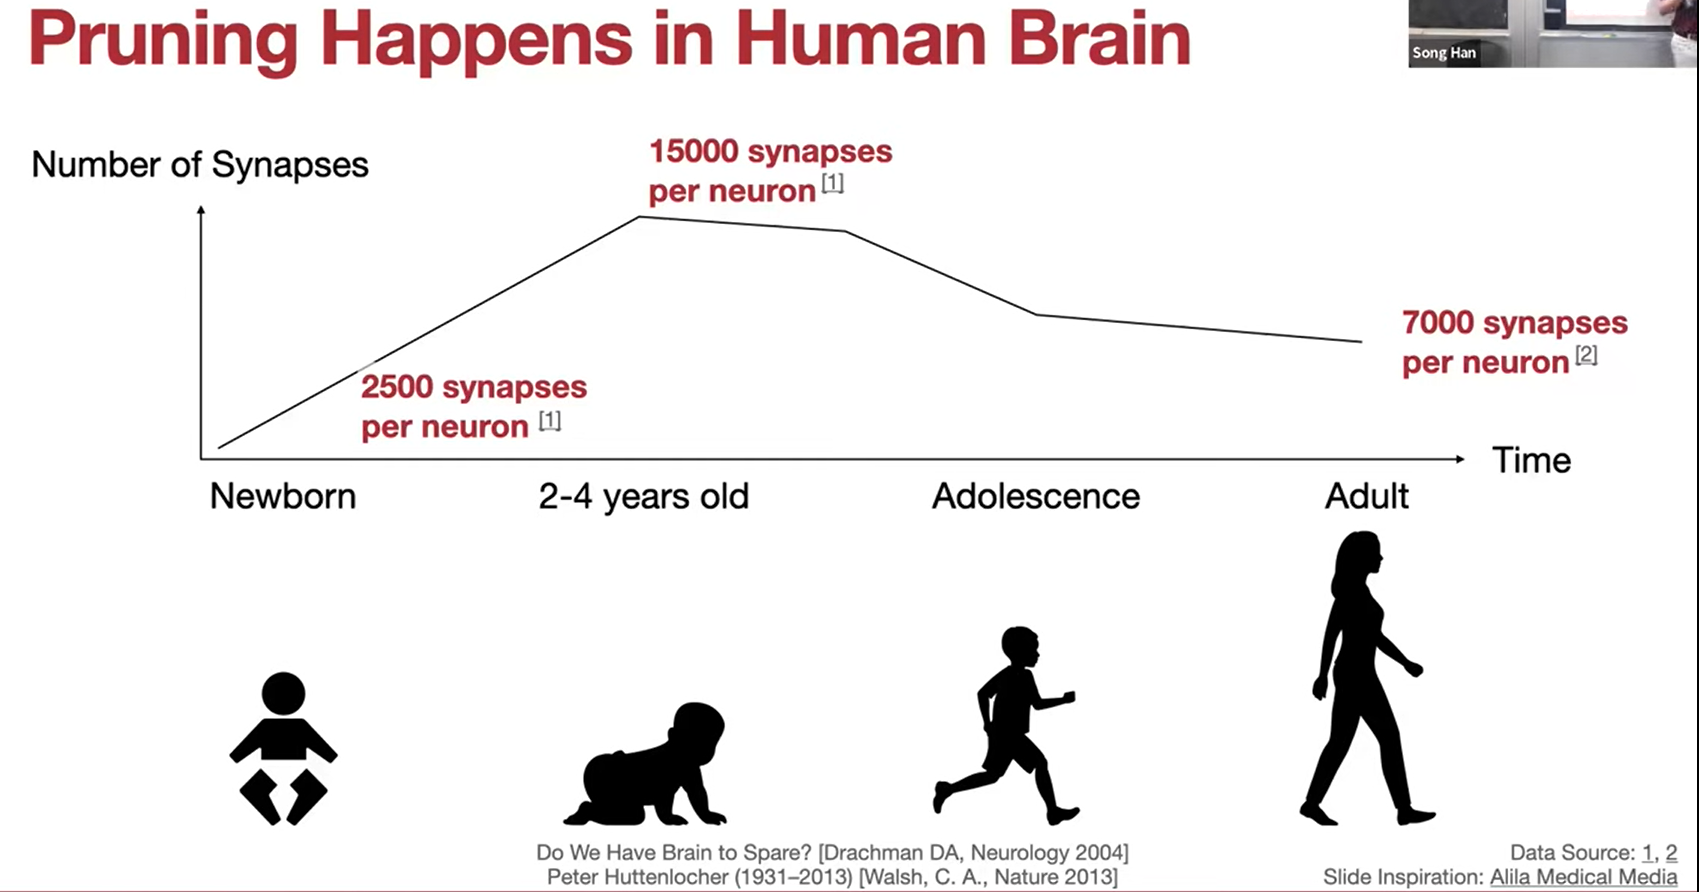 Pruning Happens in Human Brain
Song Han
Number of Synapses
15000 synapses
per neuron [1]
2500 synapses
per neuron [1]
7000 synapses
per neuron [2]
Time
Newborn
2-4 years old
Adolescence
Adult
Do We Have Brain to Spare? [Drachman DA, Neurology 2004]
Peter Huttenlocher (1931–2013) [Walsh, C. A., Nature 2013]
Data Source: 1, 2
Slide Inspiration: Alila Medical Media